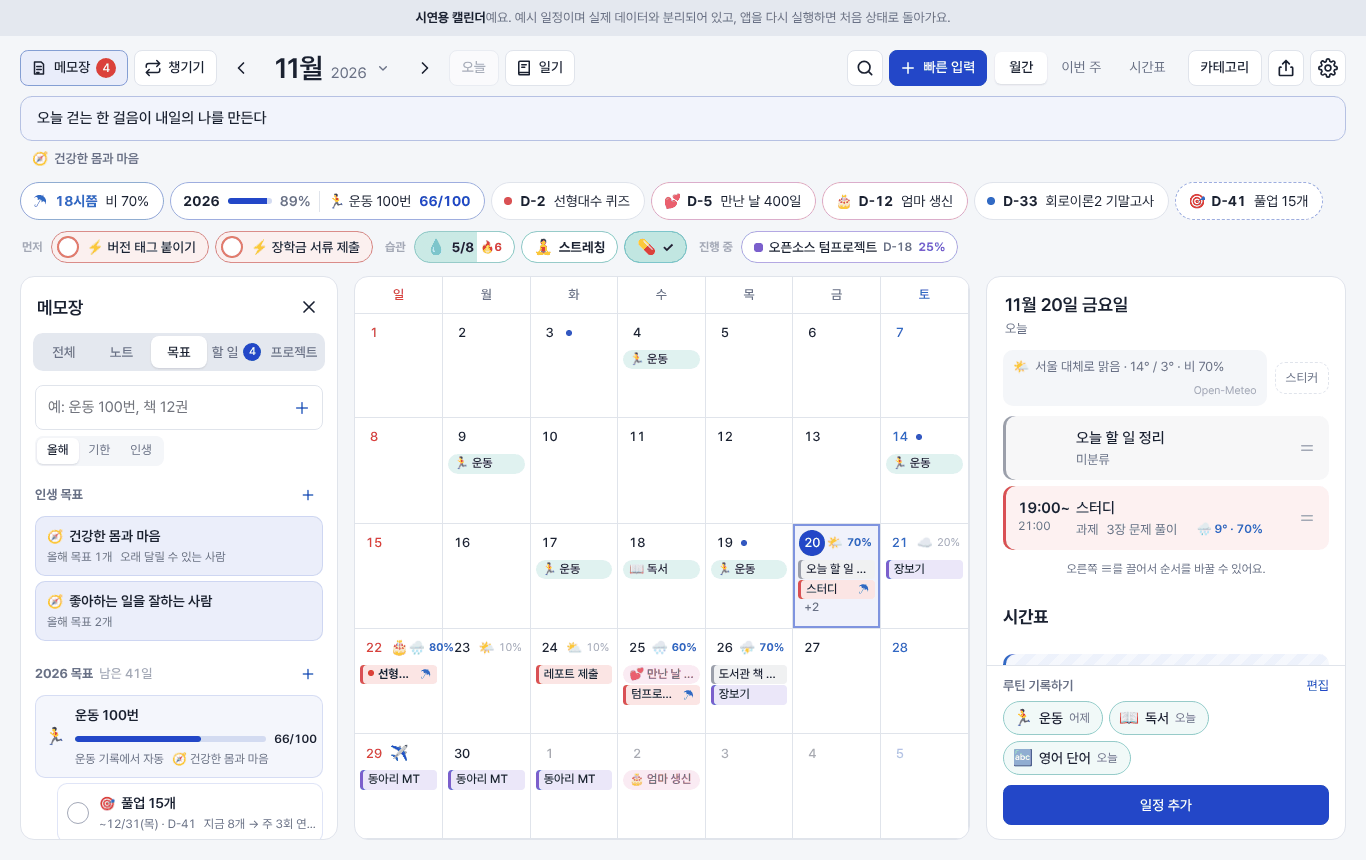 시연용 캘린더예요. 예시 일정이며 실제 데이터와 분리되어 있고, 앱을 다시 실행하면 처음 상태로 돌아가요.
메모장 4 챙기기 11월 2026 오늘 일기 빠른 입력 월간 이번 주 시간표 카테고리
오늘 걷는 한 걸음이 내일의 나를 만든다
🧭 건강한 몸과 마음
18시쯤 비 70% 2026 89% 🏃 운동 100번 66/100 D-2 선형대수 퀴즈 💕 D-5 만난 날 400일 🎂 D-12 엄마 생신 D-33 회로이론2 기말고사 🎯 D-41 풀업 15개
먼저 ⚡ 버전 태그 붙이기 ⚡ 장학금 서류 제출 습관 💧 5/8 🔥6 🧘 스트레칭 💊 ✓ 진행 중 오픈소스 텀프로젝트 D-18 25%
메모장
전체 노트 목표 할 일 4 프로젝트
예: 운동 100번, 책 12권
올해 기한 인생
인생 목표
🧭 건강한 몸과 마음
올해 목표 1개 오래 달릴 수 있는 사람
🧭 좋아하는 일을 잘하는 사람
올해 목표 2개
2026 목표 남은 41일
운동 100번
🏃 66/100
운동 기록에서 자동 🧭 건강한 몸과 마음
🎯 풀업 15개
~12/31(목) · D-41 지금 8개 → 주 3회 연...
일 월 화 수 목 금 토
1 2 3 4 5 6 7
🏃 운동
8 9 10 11 12 13 14
🏃 운동 🏃 운동
15 16 17 18 19 20 🌤️ 70% 21 ☁️ 20%
🏃 운동 📖 독서 🏃 운동 오늘 할 일 ... 장보기
스터디 ☂
+2
22 🎂 🌧️ 80% 23 🌤️ 10% 24 ⛅ 10% 25 🌧️ 60% 26 ⛈️ 70% 27 28
선형... ☂ 레포트 제출 💕 만난 날 ... 도서관 책 ...
텀프로... ☂ 장보기
29 ✈️ 30 1 2 3 4 5
동아리 MT 동아리 MT 동아리 MT 🎂 엄마 생신
11월 20일 금요일
오늘
🌤️ 서울 대체로 맑음 · 14° / 3° · 비 70%
Open-Meteo
스티커
오늘 할 일 정리
미분류
19:00~ 스터디
21:00 과제 3장 문제 풀이 🌧️ 9° · 70%
오른쪽 ≡를 끌어서 순서를 바꿀 수 있어요.
시간표
루틴 기록하기 편집
🏃 운동 어제 📖 독서 오늘
🔤 영어 단어 오늘
일정 추가